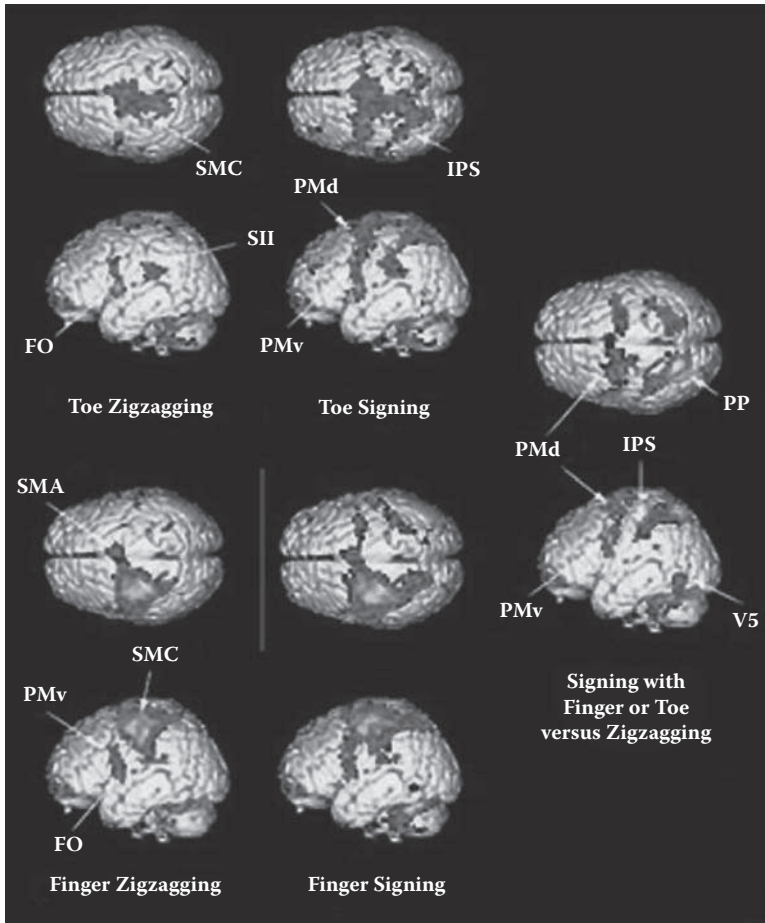 SMC
IPS
PMd
SII
FO
PMv
Toe Zigzagging
Toe Signing
PP
PMd
IPS
SMA
PMv
V5
SMC
PMv
Signing with
Finger or Toe
versus Zigzagging
FO
Finger Zigzagging
Finger Signing